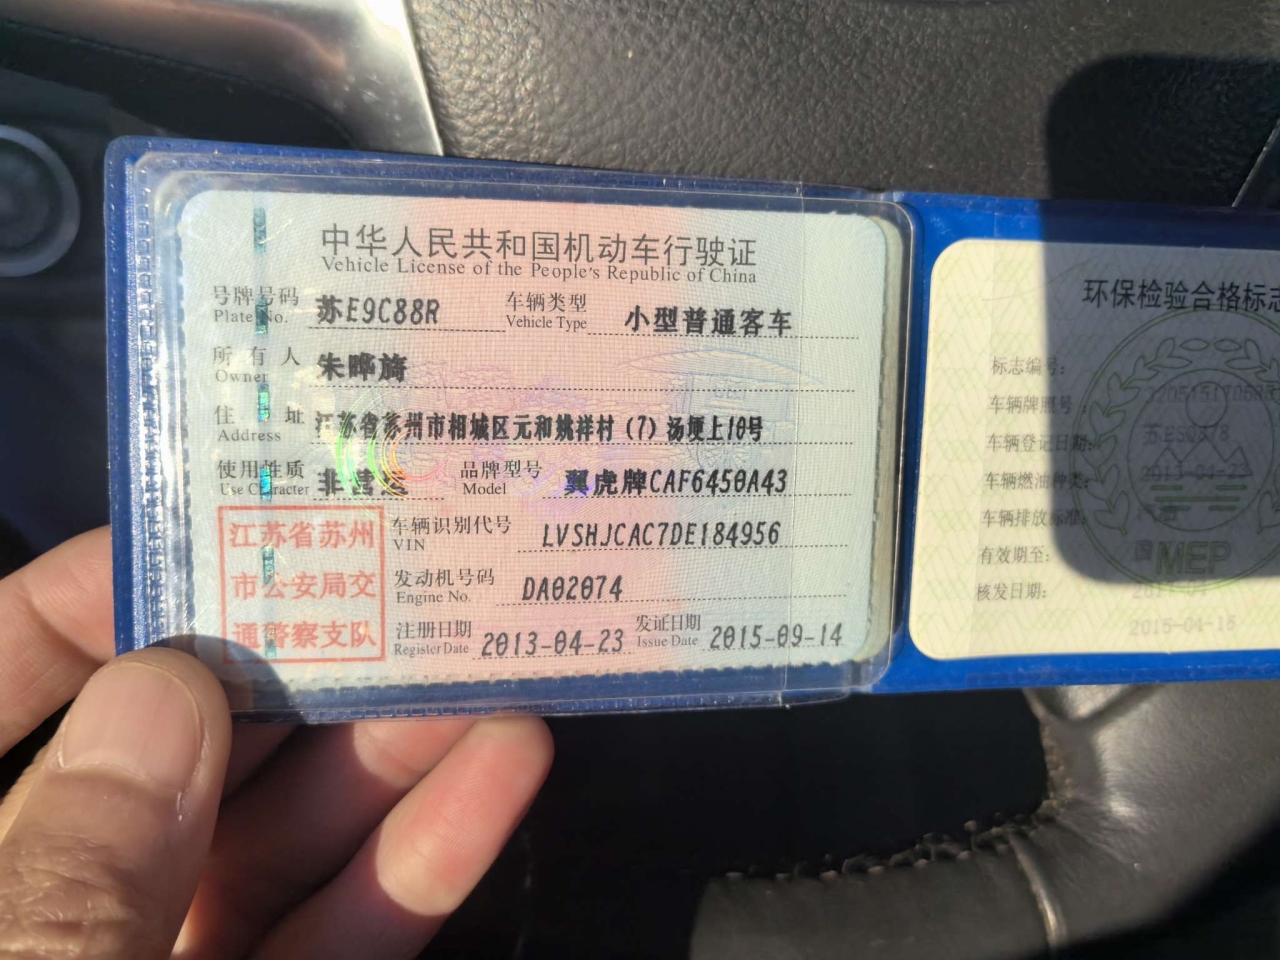 中华人民共和国机动车行驶证
Vehicle License of the People's Republic of China
号牌号码 苏E9C88R 车辆类型 小型普通客车
Plate No. Vehicle Type
所有人 朱晔旖
Owner
住址 江苏省苏州市相城区元和姚祥村(7)汤埂上10号
Address
使用性质 非营运 品牌型号 翼虎牌CAF6450A43
Use Character Model
江苏省苏州
市公安局交
通警察支队
车辆识别代号 LVSHJCAC7DE184956
VIN
发动机号码 DA02074
Engine No.
注册日期 2013-04-23 发证日期 2015-09-14
Register Date Issue Date
环保检验合格标志
标志编号:
车辆牌照号:
车辆登记日期:
车辆燃油种类:
车辆排放标准:
有效期至:
核发日期:
MEP
2015-04-15